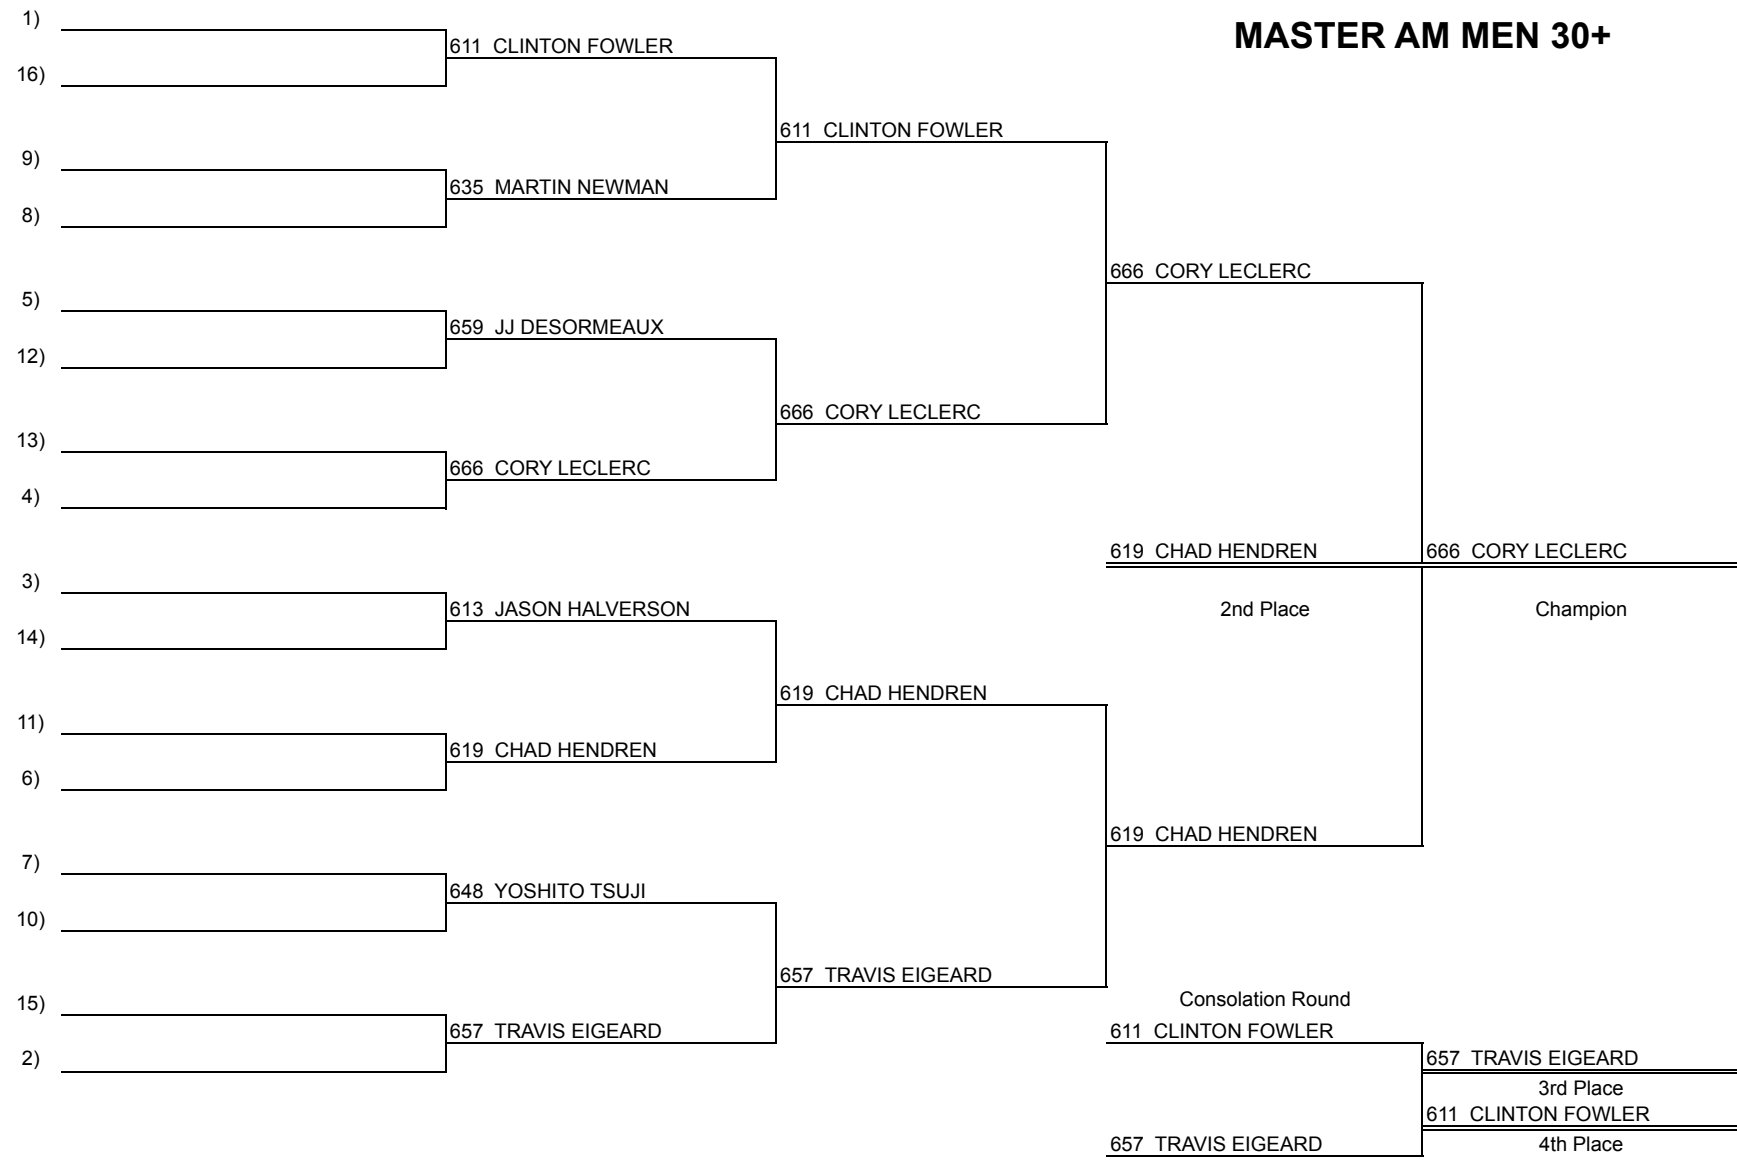 MASTER AM MEN 30+
1)
611 CLINTON FOWLER
16)
611 CLINTON FOWLER
9)
635 MARTIN NEWMAN
8)
666 CORY LECLERC
5)
659 JJ DESORMEAUX
12)
666 CORY LECLERC
13)
666 CORY LECLERC
4)
619 CHAD HENDREN
666 CORY LECLERC
3)
613 JASON HALVERSON
2nd Place
Champion
14)
619 CHAD HENDREN
11)
619 CHAD HENDREN
6)
619 CHAD HENDREN
7)
648 YOSHITO TSUJI
10)
657 TRAVIS EIGEARD
15)
Consolation Round
657 TRAVIS EIGEARD
611 CLINTON FOWLER
2)
657 TRAVIS EIGEARD
3rd Place
611 CLINTON FOWLER
657 TRAVIS EIGEARD
4th Place